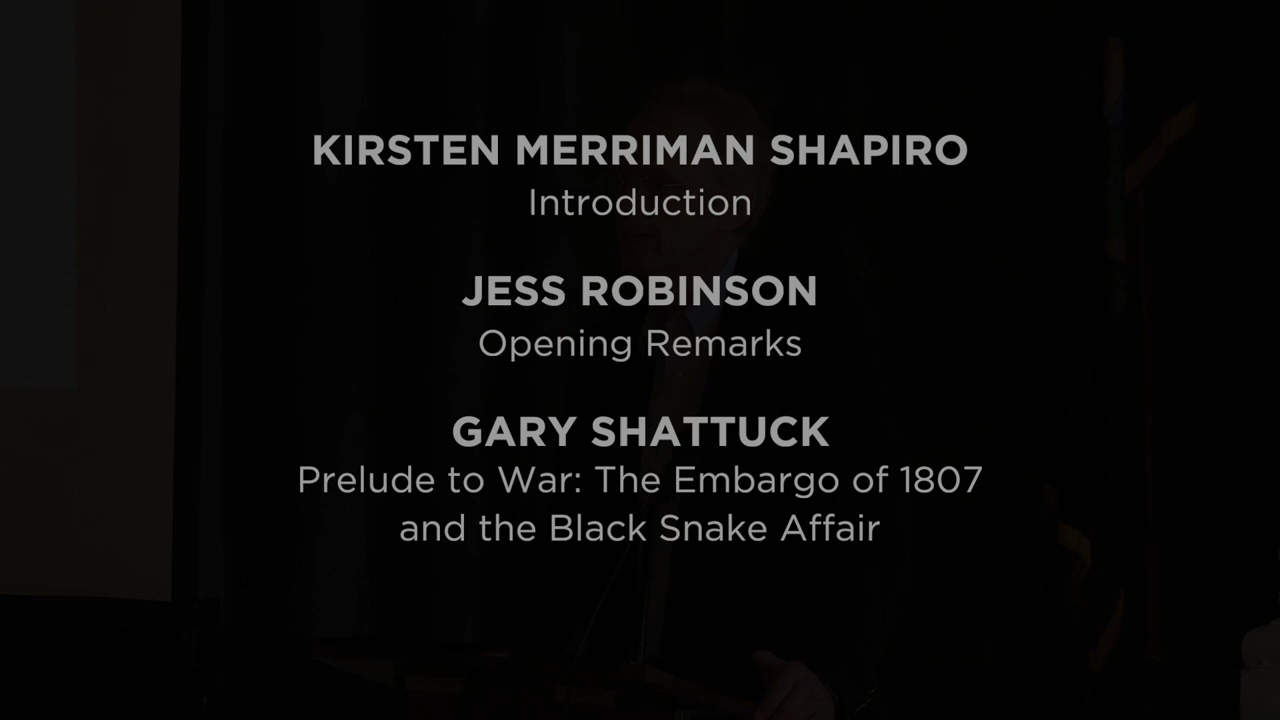 KIRSTEN MERRIMAN SHAPIRO
Introduction
JESS ROBINSON
Opening Remarks
GARY SHATTUCK
Prelude to War: The Embargo of 1807
and the Black Snake Affair